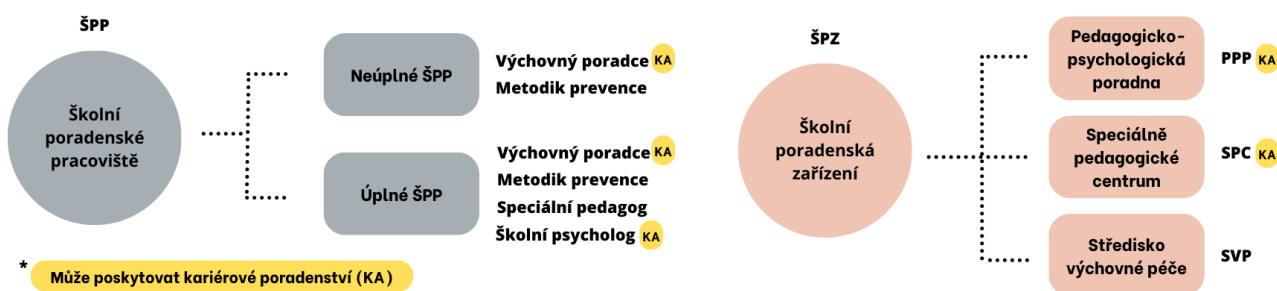 ŠPP
Školní
poradenské
pracoviště
Neúplné ŠPP
Výchovný poradce KA
Metodik prevence
Úplné ŠPP
Výchovný poradce KA
Metodik prevence
Speciální pedagog
Školní psycholog KA
* Může poskytovat kariérové poradenství (KA)
ŠPZ
Školní
poradenská
zařízení
Pedagogicko-
psychologická
poradna
PPP KA
Speciálně
pedagogické
centrum
SPC KA
Středisko
výchovné péče
SVP